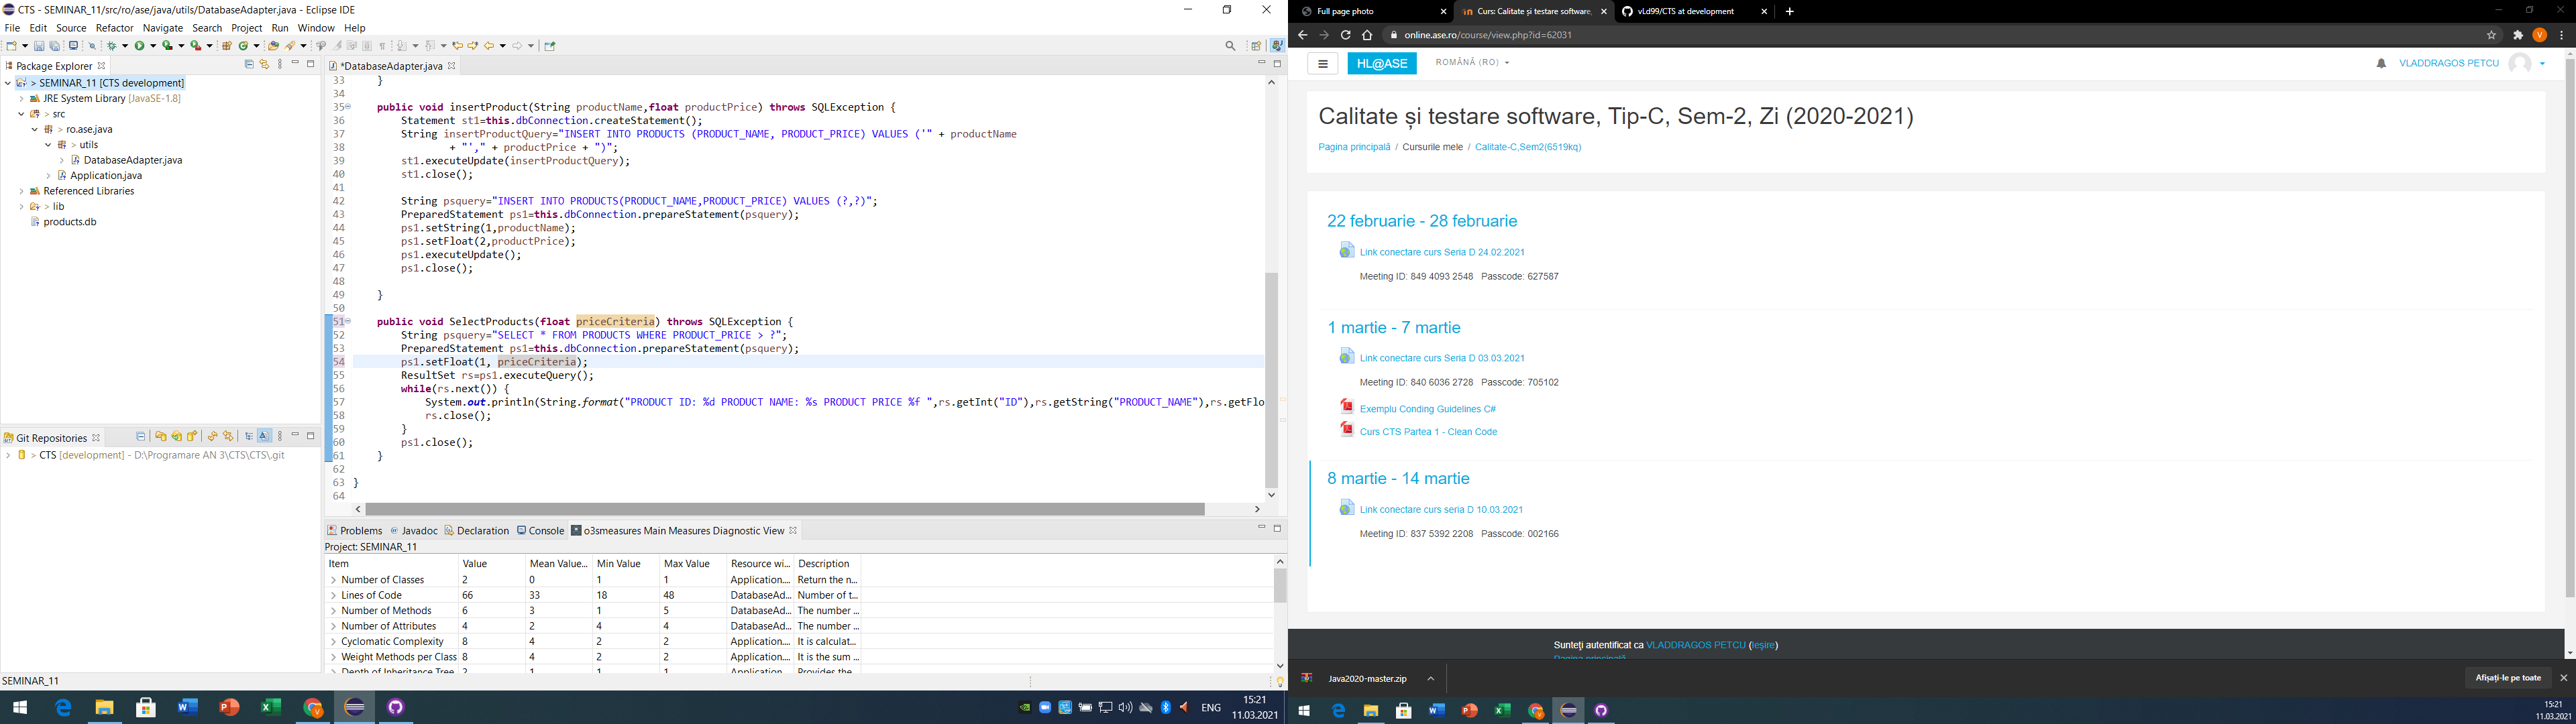 CTS - SEMINAR_11/src/ro/ase/java/utils/DatabaseAdapter.java - Eclipse IDE
File Edit Source Refactor Navigate Search Project Run Window Help
Package Explorer
> SEMINAR_11 [CTS development]
JRE System Library [JavaSE-1.8]
> src
> ro.ase.java
> utils
DatabaseAdapter.java
Application.java
Referenced Libraries
> lib
products.db
Git Repositories
> CTS [development] - D:\Programare AN 3\CTS\CTS\.git
*DatabaseAdapter.java
33 }
34
35 public void insertProduct(String productName,float productPrice) throws SQLException {
36 Statement st1=this.dbConnection.createStatement();
37 String insertProductQuery="INSERT INTO PRODUCTS (PRODUCT_NAME, PRODUCT_PRICE) VALUES ('" + productName
38 + "'," + productPrice + ")";
39 st1.executeUpdate(insertProductQuery);
40 st1.close();
41
42 String psquery="INSERT INTO PRODUCTS(PRODUCT_NAME,PRODUCT_PRICE) VALUES (?,?)";
43 PreparedStatement ps1=this.dbConnection.prepareStatement(psquery);
44 ps1.setString(1,productName);
45 ps1.setFloat(2,productPrice);
46 ps1.executeUpdate();
47 ps1.close();
48
49 }
50
51 public void SelectProducts(float priceCriteria) throws SQLException {
52 String psquery="SELECT * FROM PRODUCTS WHERE PRODUCT_PRICE > ?";
53 PreparedStatement ps1=this.dbConnection.prepareStatement(psquery);
54 ps1.setFloat(1, priceCriteria);
55 ResultSet rs=ps1.executeQuery();
56 while(rs.next()) {
57 System.out.println(String.format("PRODUCT ID: %d PRODUCT NAME: %s PRODUCT PRICE %f ",rs.getInt("ID"),rs.getString("PRODUCT_NAME"),rs.getFlo
58 rs.close();
59 }
60 ps1.close();
61 }
62
63 }
64
Problems Javadoc Declaration Console o3smeasures Main Measures Diagnostic View
Project: SEMINAR_11
Item Value Mean Value... Min Value Max Value Resource wi... Description
Number of Classes 2 0 1 1 Application.... Return the n...
Lines of Code 66 33 18 48 DatabaseAd... Number of t...
Number of Methods 6 3 1 5 DatabaseAd... The number ...
Number of Attributes 4 2 4 4 DatabaseAd... The number ...
Cyclomatic Complexity 8 4 2 2 Application.... It is calculat...
Weight Methods per Class 8 4 2 2 Application.... It is the sum ...
Depth of Inheritance Tree 2 1 1 1 Application.... Provides the...
SEMINAR_11
ENG
15:21
11.03.2021
Full page photo
Curs: Calitate și testare software,
vLd99/CTS at development
online.ase.ro/course/view.php?id=62031
HL@ASE
ROMÂNĂ (RO)
VLADDRAGOS PETCU
Calitate și testare software, Tip-C, Sem-2, Zi (2020-2021)
Pagina principală / Cursurile mele / Calitate-C,Sem2(6519kq)
22 februarie - 28 februarie
Link conectare curs Seria D 24.02.2021
Meeting ID: 849 4093 2548 Passcode: 627587
1 martie - 7 martie
Link conectare curs Seria D 03.03.2021
Meeting ID: 840 6036 2728 Passcode: 705102
Exemplu Conding Guidelines C#
Curs CTS Partea 1 - Clean Code
8 martie - 14 martie
Link conectare curs seria D 10.03.2021
Meeting ID: 837 5392 2208 Passcode: 002166
Sunteți autentificat ca VLADDRAGOS PETCU (Ieșire)
Pagina principală
Java2020-master.zip
Afișați-le pe toate
15:21
11.03.2021